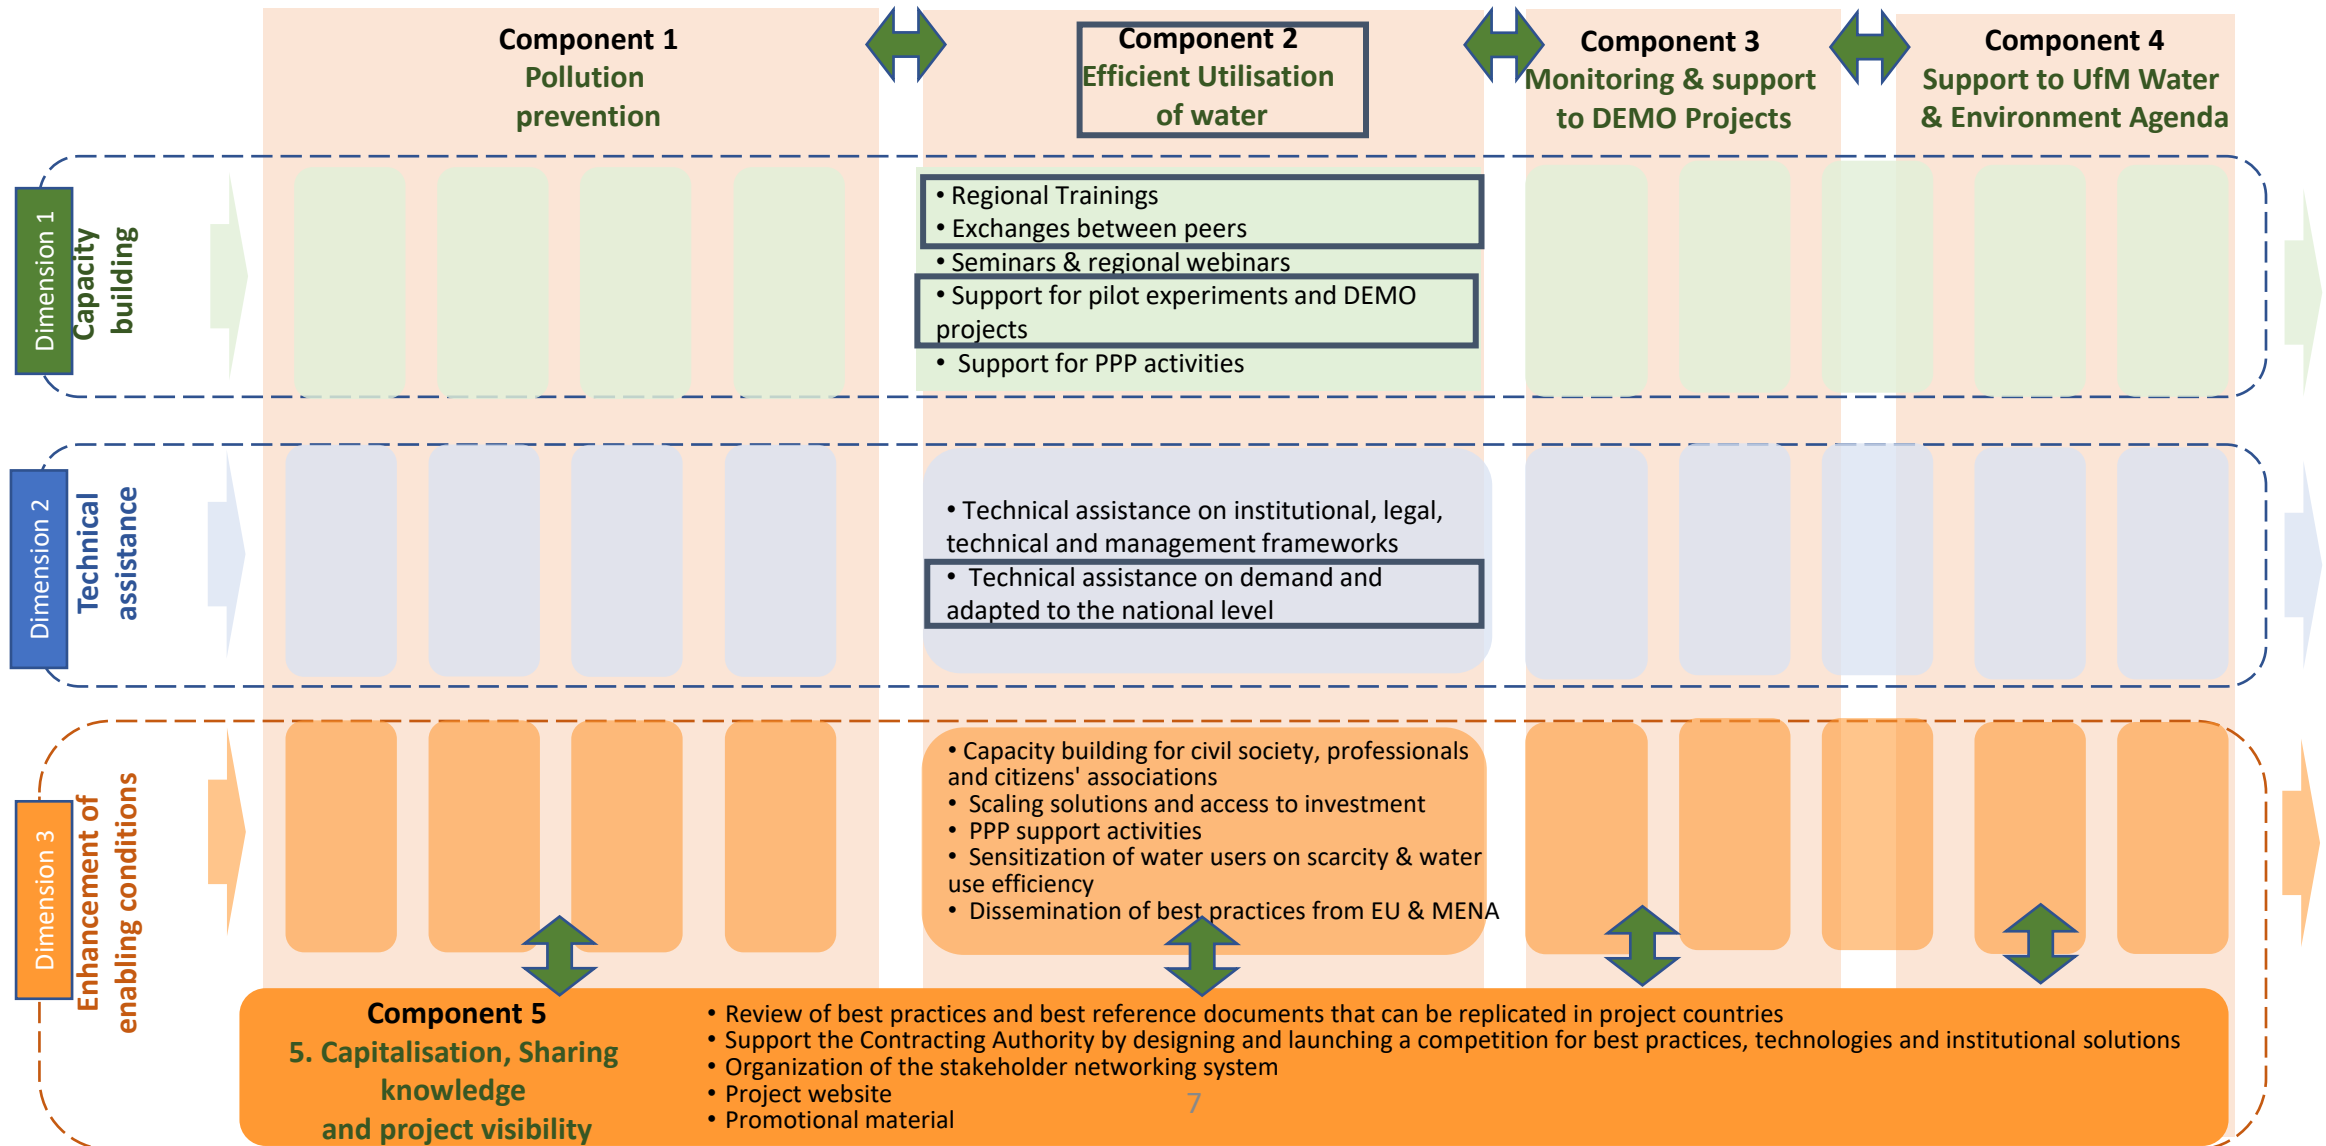 Component 1
Pollution
prevention
Component 2
Efficient Utilisation
of water
Component 3
Monitoring & support
to DEMO Projects
Component 4
Support to UfM Water
& Environment Agenda
Dimension 1
Capacity
building
• Regional Trainings
• Exchanges between peers
• Seminars & regional webinars
• Support for pilot experiments and DEMO
projects
• Support for PPP activities
Dimension 2
Technical
assistance
• Technical assistance on institutional, legal,
technical and management frameworks
• Technical assistance on demand and
adapted to the national level
Dimension 3
Enhancement of
enabling conditions
• Capacity building for civil society, professionals
and citizens' associations
• Scaling solutions and access to investment
• PPP support activities
• Sensitization of water users on scarcity & water
use efficiency
• Dissemination of best practices from EU & MENA
Component 5
5. Capitalisation, Sharing
knowledge
and project visibility
• Review of best practices and best reference documents that can be replicated in project countries
• Support the Contracting Authority by designing and launching a competition for best practices, technologies and institutional solutions
• Organization of the stakeholder networking system
• Project website
• Promotional material
7